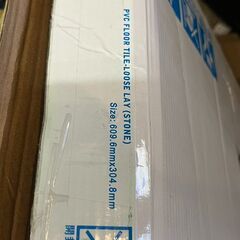 PVC FLOOR TILE-LOOSE LAY (STONE)
Size: 609.6mmx304.8mm